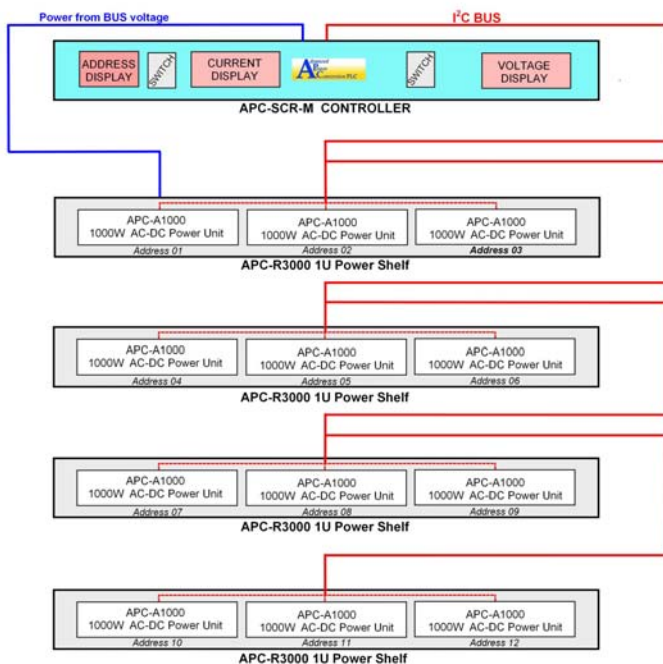 Power from BUS voltage
I²C BUS
ADDRESS
DISPLAY
SWITCH
CURRENT
DISPLAY
Advanced
Power
Conversion PLC
SWITCH
VOLTAGE
DISPLAY
APC-SCR-M CONTROLLER
APC-A1000
1000W AC-DC Power Unit
Address 01
APC-A1000
1000W AC-DC Power Unit
Address 02
APC-A1000
1000W AC-DC Power Unit
Address 03
APC-R3000 1U Power Shelf
APC-A1000
1000W AC-DC Power Unit
Address 04
APC-A1000
1000W AC-DC Power Unit
Address 05
APC-A1000
1000W AC-DC Power Unit
Address 06
APC-R3000 1U Power Shelf
APC-A1000
1000W AC-DC Power Unit
Address 07
APC-A1000
1000W AC-DC Power Unit
Address 08
APC-A1000
1000W AC-DC Power Unit
Address 09
APC-R3000 1U Power Shelf
APC-A1000
1000W AC-DC Power Unit
Address 10
APC-A1000
1000W AC-DC Power Unit
Address 11
APC-A1000
1000W AC-DC Power Unit
Address 12
APC-R3000 1U Power Shelf